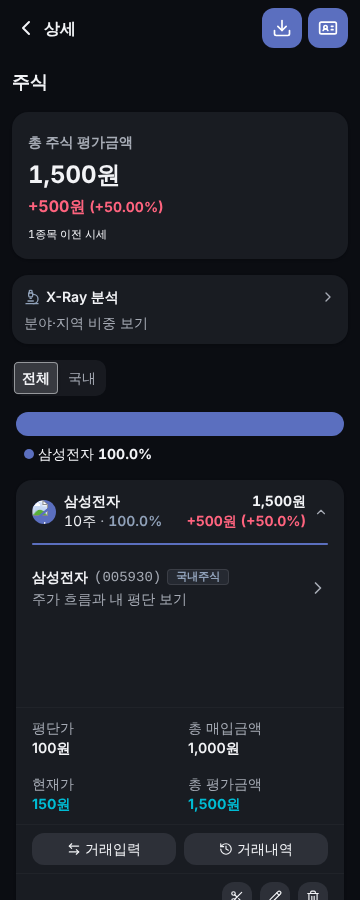 상세
주식
총 주식 평가금액
1,500원
+500원 (+50.00%)
1종목 이전 시세
X-Ray 분석
분야·지역 비중 보기
전체 국내
삼성전자 100.0%
삼성전자 1,500원
10주 · 100.0% +500원 (+50.0%)
삼성전자 (005930) 국내주식
주가 흐름과 내 평단 보기
평단가 총 매입금액
100원 1,000원
현재가 총 평가금액
150원 1,500원
거래입력 거래내역